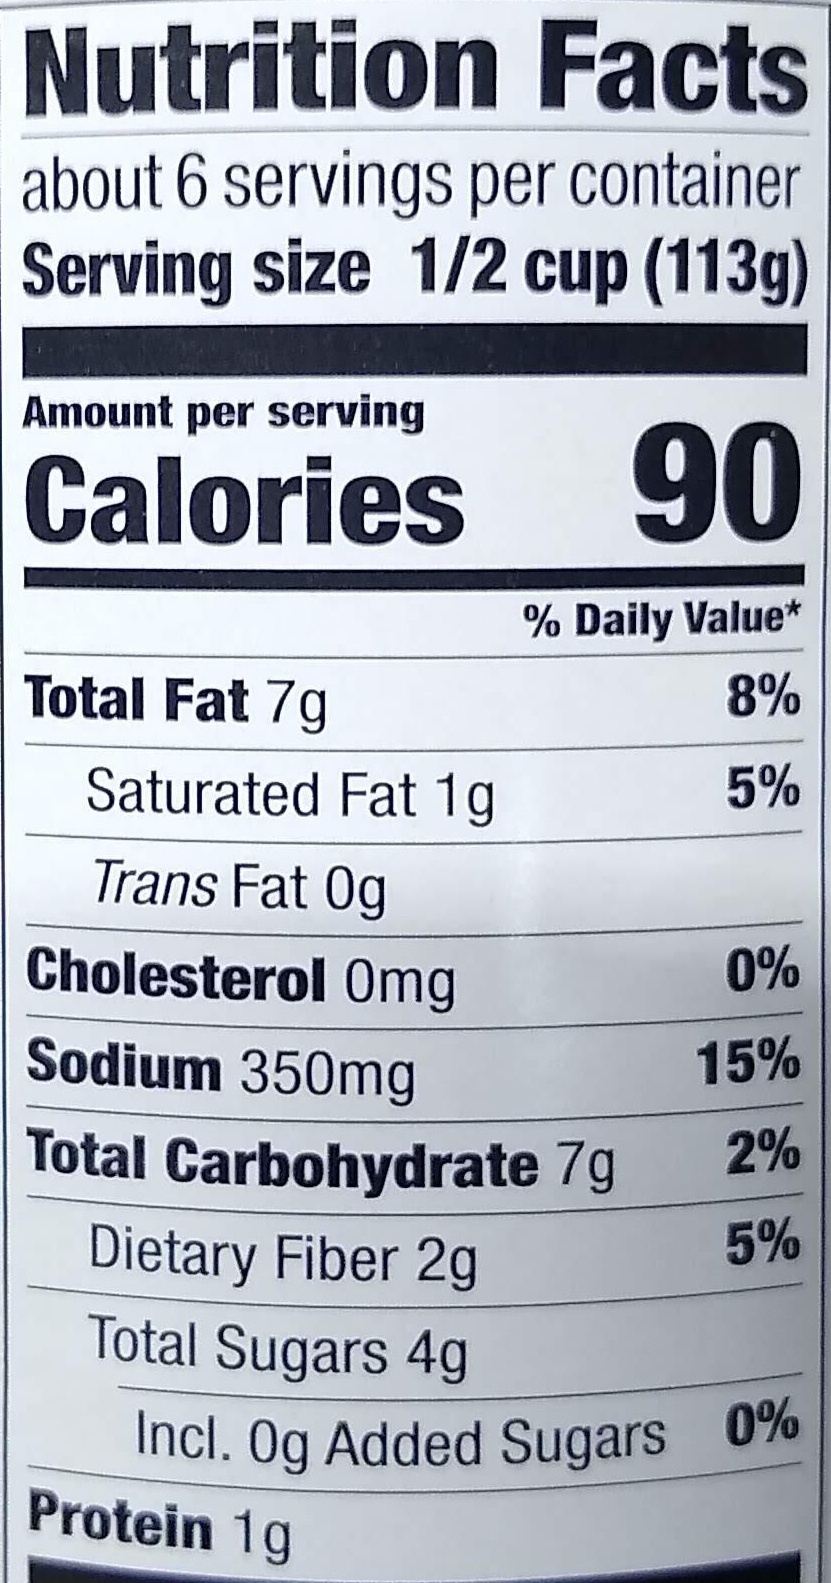 Nutrition Facts
about 6 servings per container
Serving size 1/2 cup (113g)
Amount per serving
Calories 90
% Daily Value*
Total Fat 7g 8%
Saturated Fat 1g 5%
Trans Fat 0g
Cholesterol 0mg 0%
Sodium 350mg 15%
Total Carbohydrate 7g 2%
Dietary Fiber 2g 5%
Total Sugars 4g
Incl. 0g Added Sugars 0%
Protein 1g